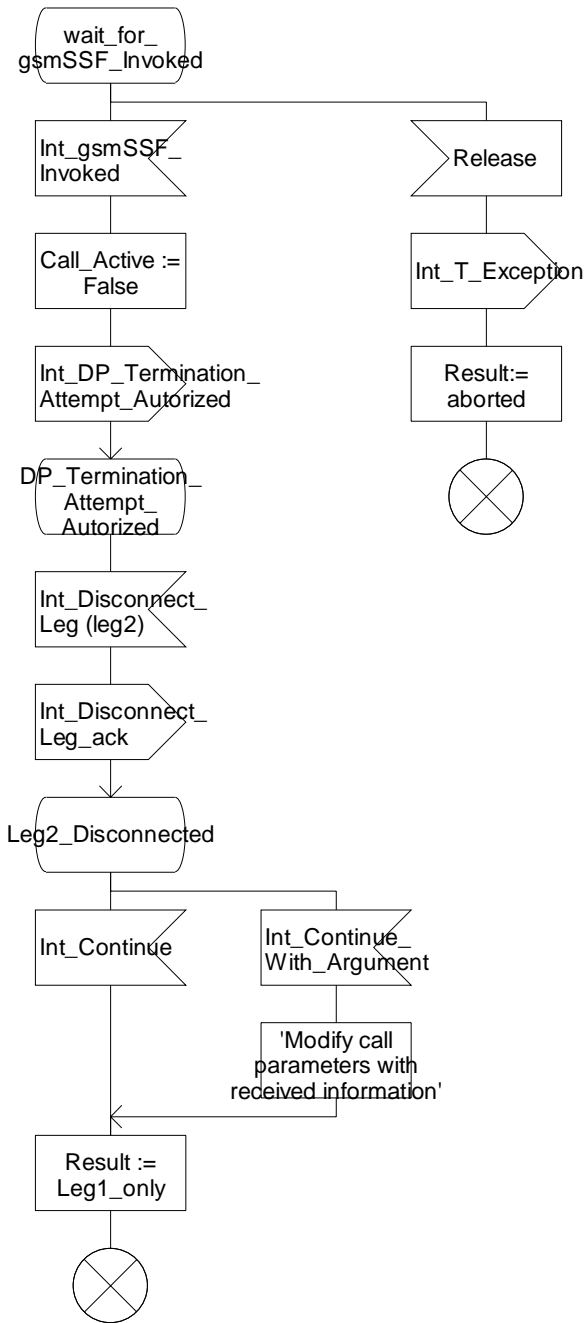 wait_for_
gsmSSF_Invoked
Int_gsmSSF_
Invoked
Release
Call_Active :=
False
Int_T_Exception
Int_DP_Termination_
Attempt_Autorized
Result:=
aborted
DP_Termination_
Attempt_
Autorized
Int_Disconnect_
Leg (leg2)
Int_Disconnect_
Leg_ack
Leg2_Disconnected
Int_Continue
Int_Continue_
With_Argument
'Modify call
parameters with
received information'
Result :=
Leg1_only